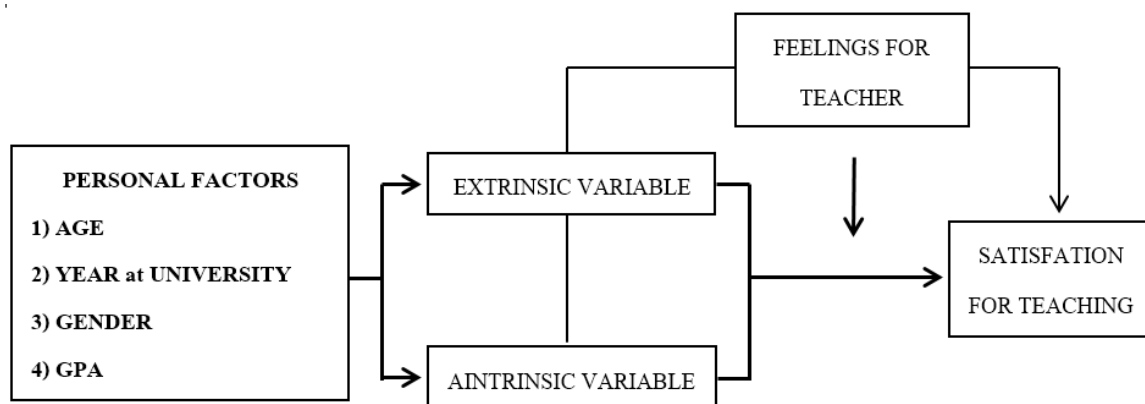 FEELINGS FOR
TEACHER
PERSONAL FACTORS
1) AGE
2) YEAR at UNIVERSITY
3) GENDER
4) GPA
EXTRINSIC VARIABLE
AINTRINSIC VARIABLE
SATISFATION
FOR TEACHING